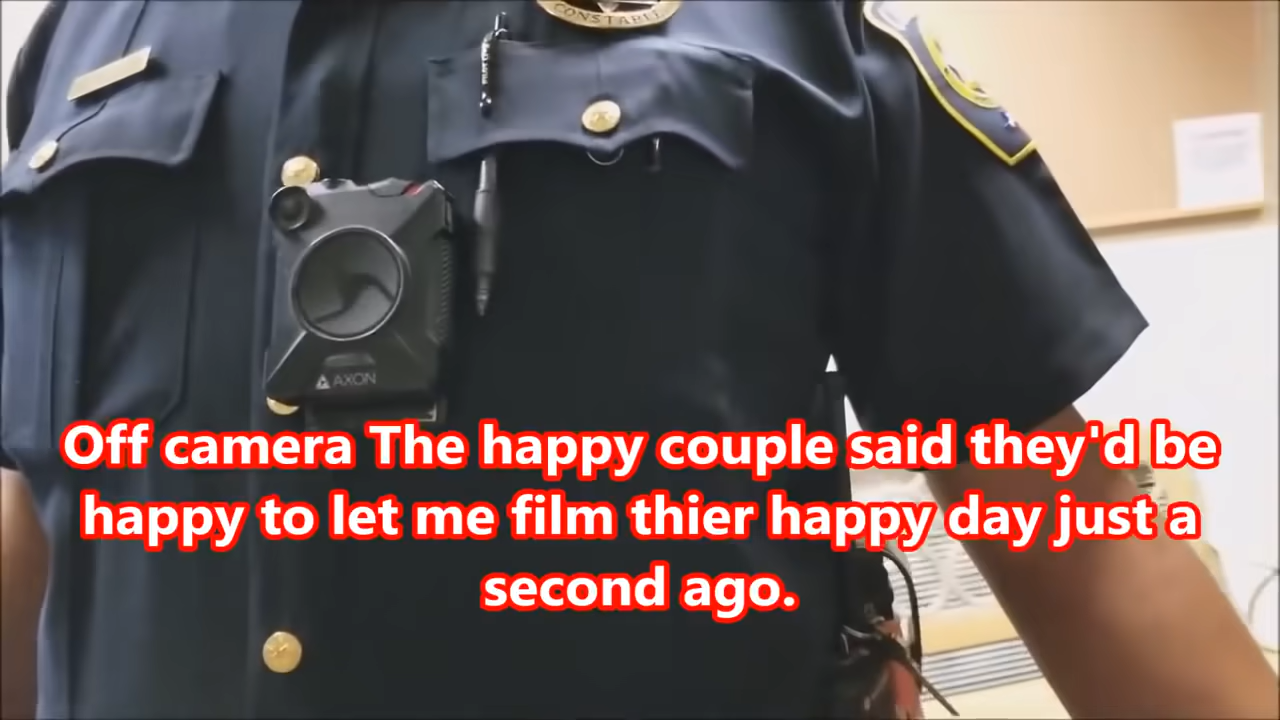 CONSTABLE
AXON
Off camera The happy couple said they'd be
happy to let me film thier happy day just a
second ago.